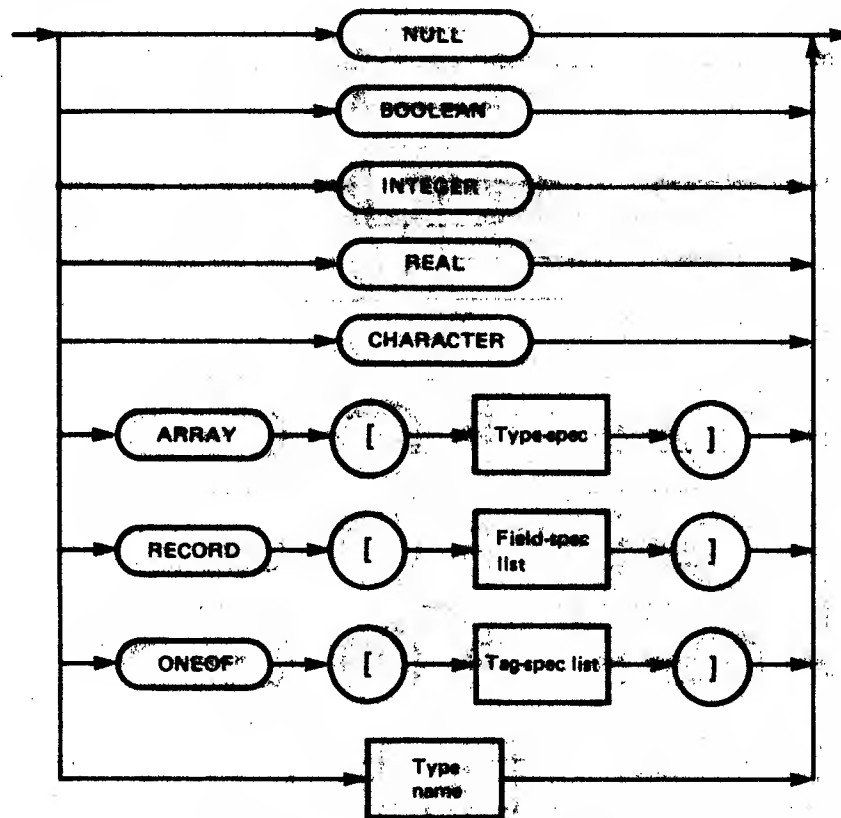 NULL
BOOLEAN
INTEGER
REAL
CHARACTER
ARRAY [ Type-spec ]
RECORD [ Field-spec list ]
ONEOF [ Tag-spec list ]
Type
name